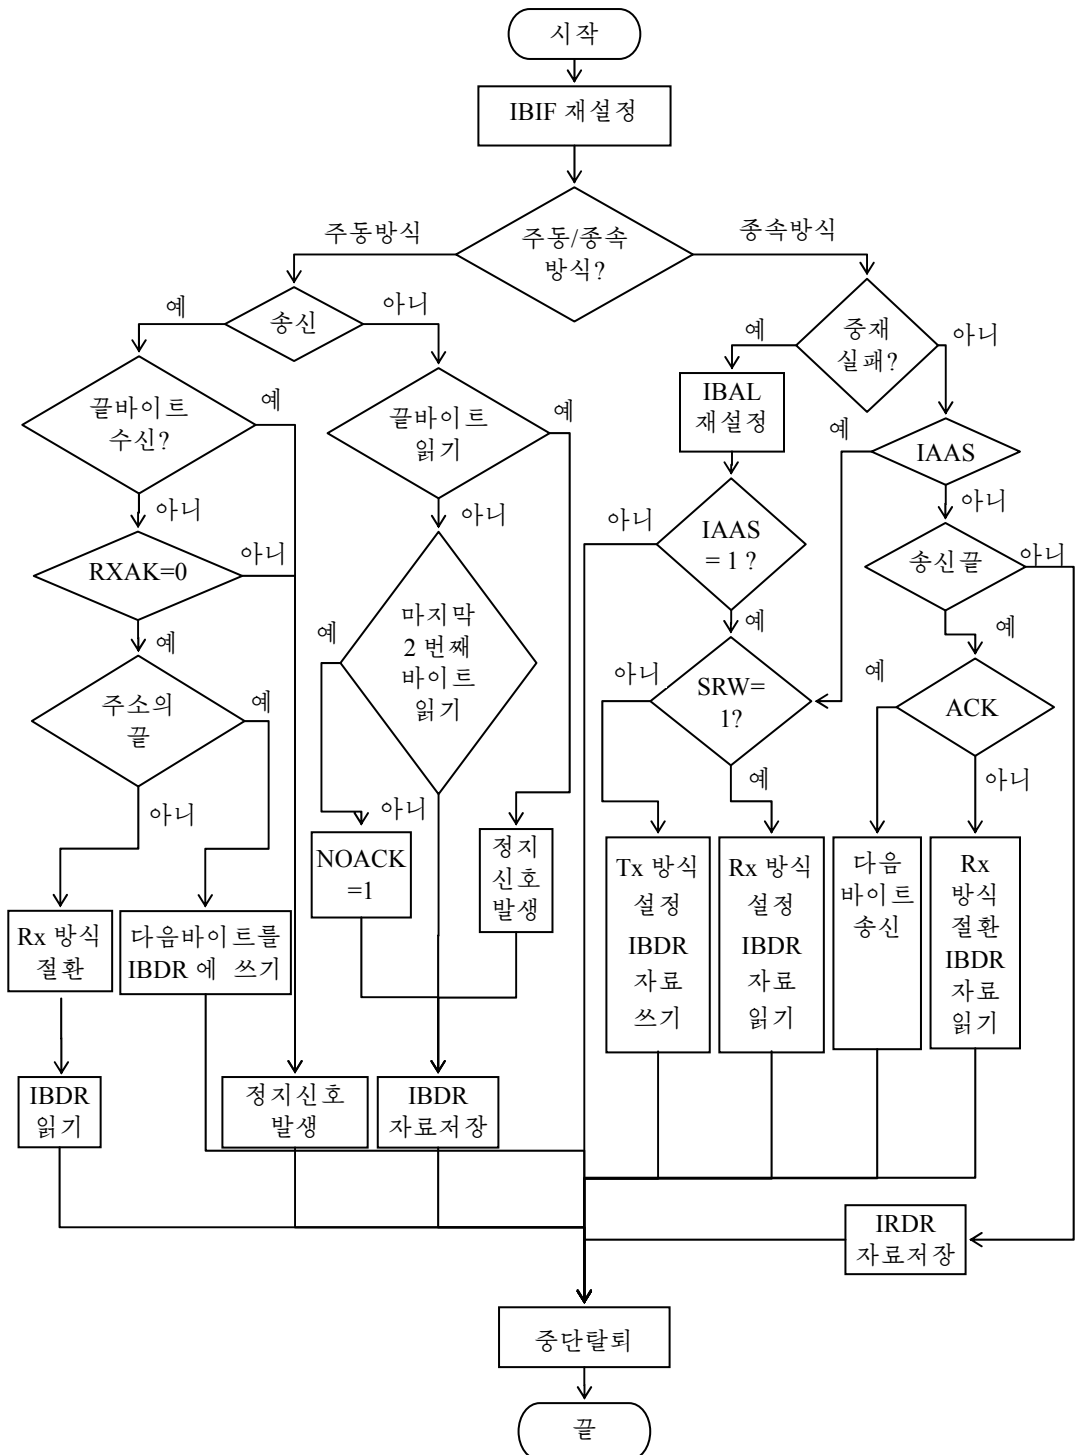 시작
IBIF 재설정
주동/종속
방식?
주동방식
종속방식
송신
예
아니
중재
실패?
예
아니
끝바이트
수신?
예
아니
끝바이트
읽기
예
아니
IBAL
재설정
IAAS
예
아니
RXAK=0
아니
예
마지막
2 번째
바이트
읽기
예
아니
IAAS
= 1 ?
아니
예
송신끝
아니
예
주소의
끝
예
아니
SRW=
1?
아니
예
ACK
예
아니
NOACK
=1
정지
신호
발생
Tx 방식
설정
IBDR
자료
쓰기
Rx 방식
설정
IBDR
자료
읽기
다음
바이트
송신
Rx
방식
절환
IBDR
자료
읽기
Rx 방식
절환
다음바이트를
IBDR 에 쓰기
IBDR
읽기
정지신호
발생
IBDR
자료저장
IRDR
자료저장
중단탈퇴
끝